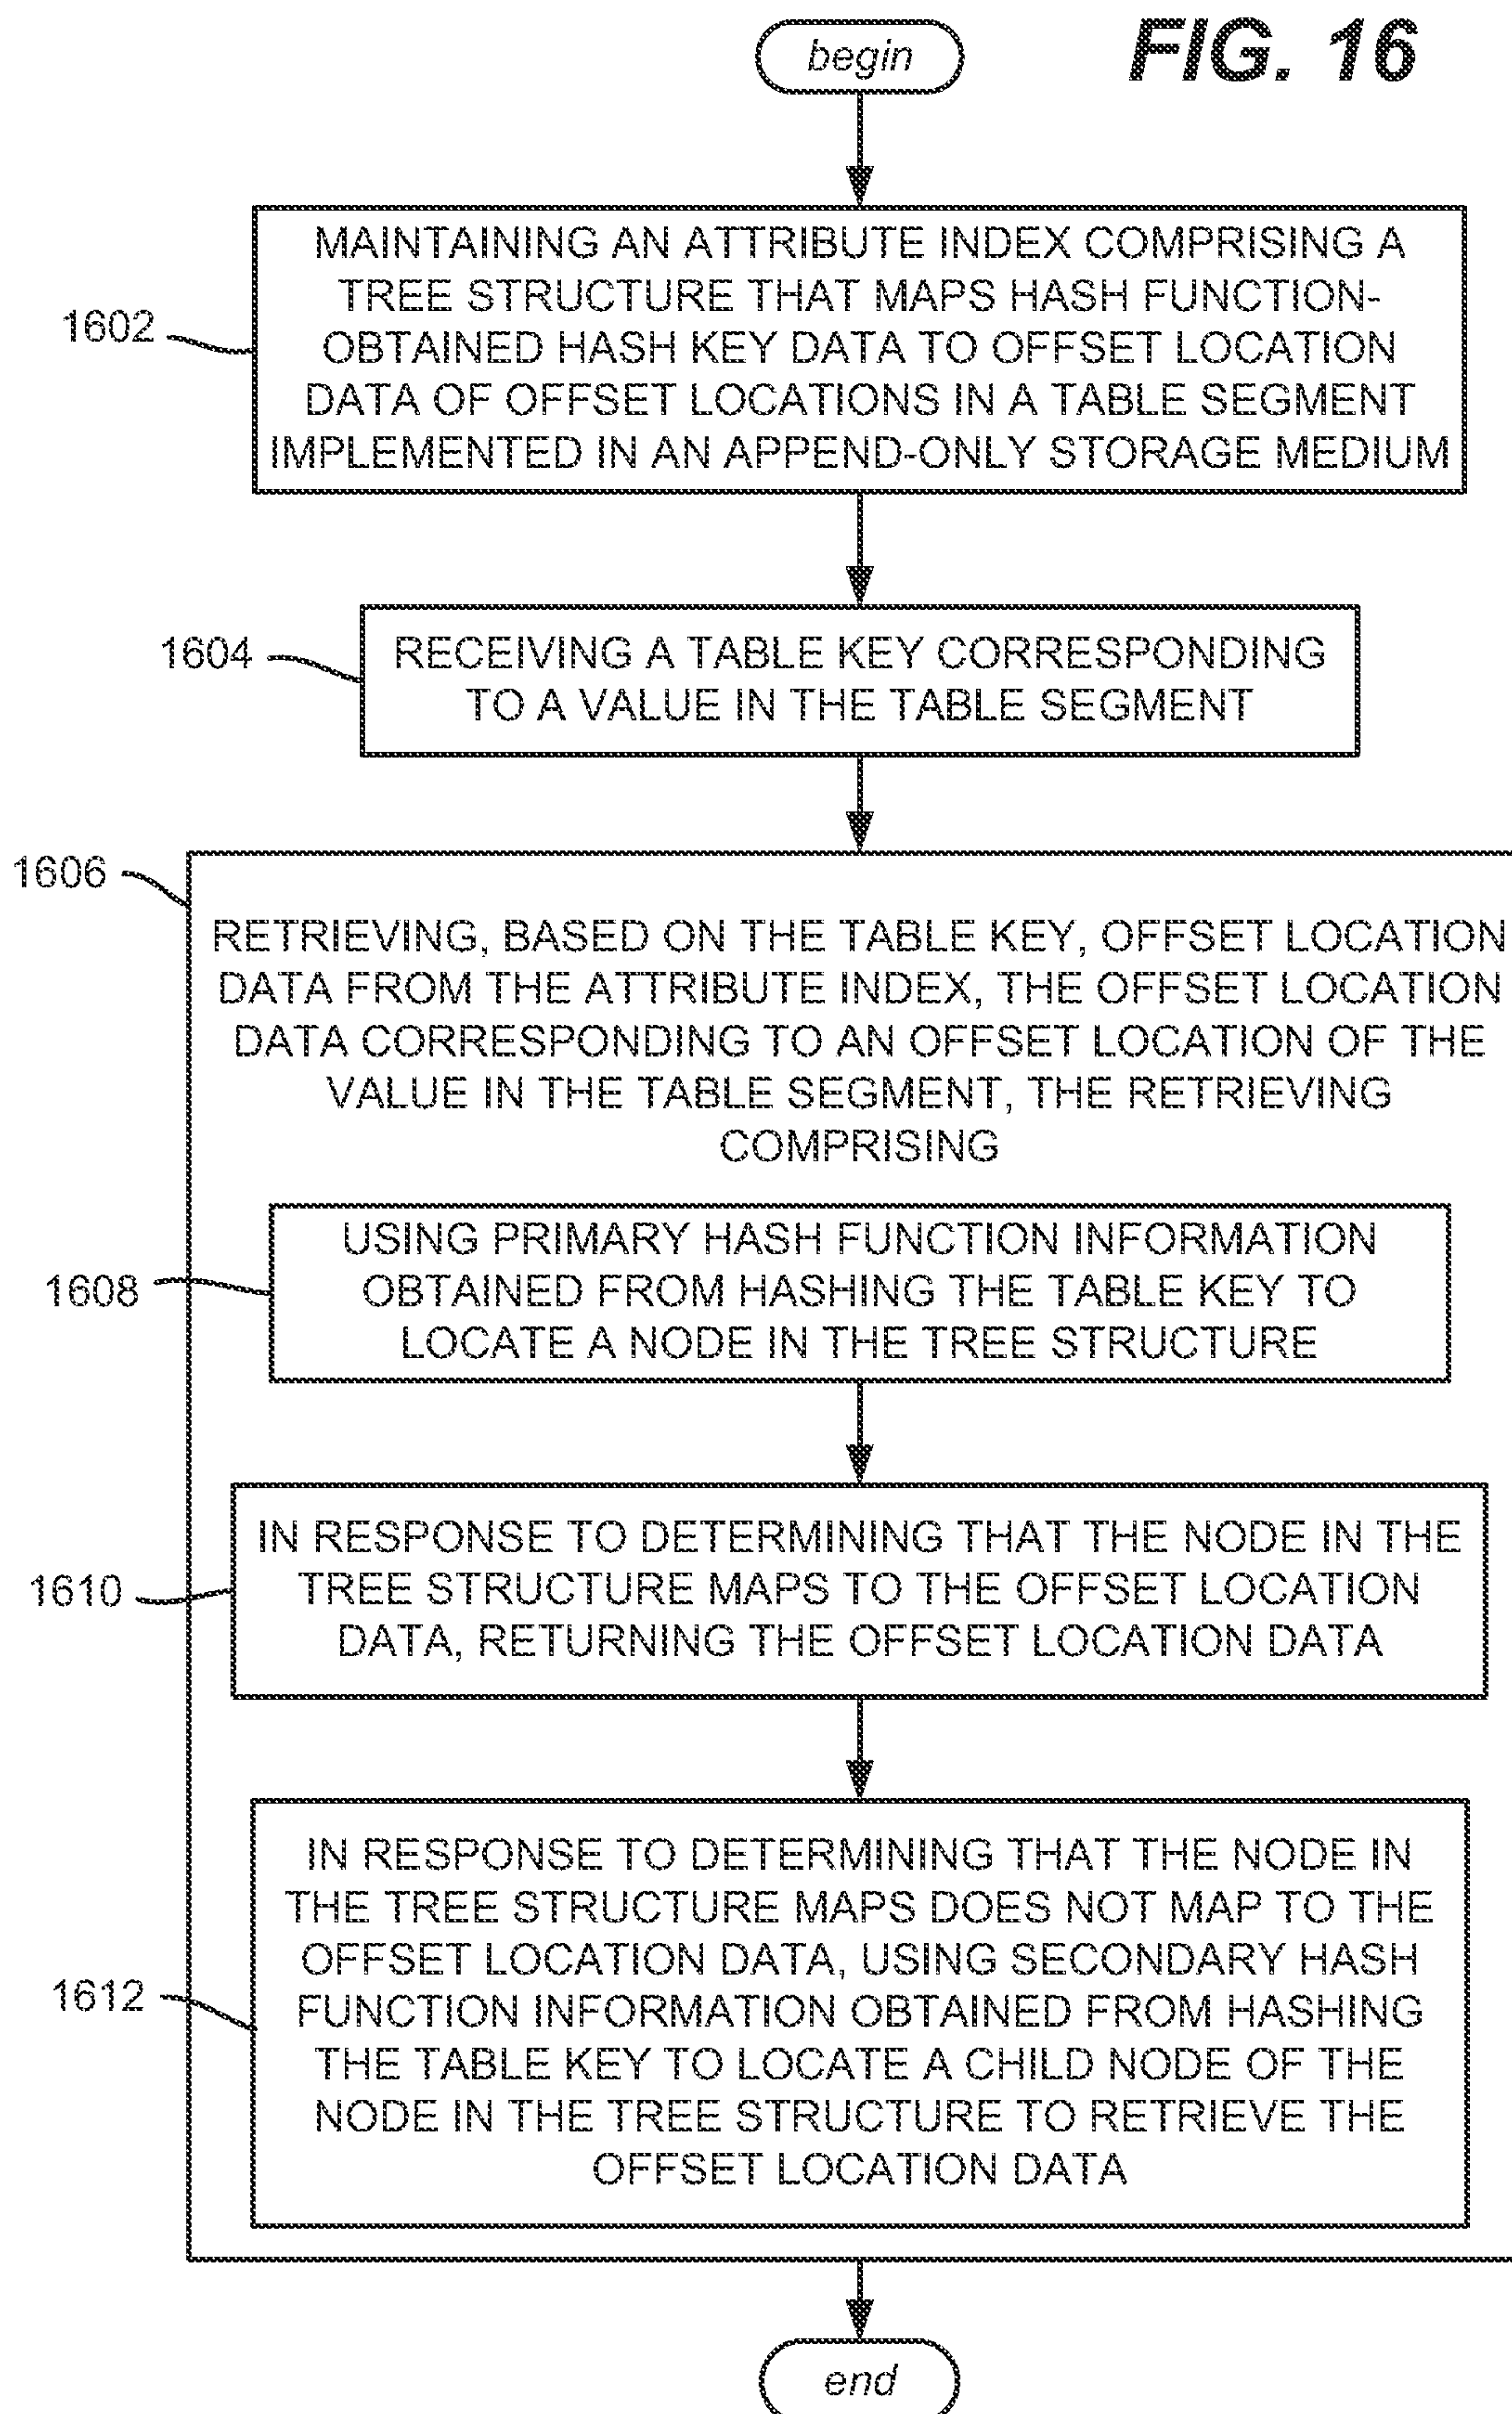 begin
FIG. 16
1602
MAINTAINING AN ATTRIBUTE INDEX COMPRISING A
TREE STRUCTURE THAT MAPS HASH FUNCTION-
OBTAINED HASH KEY DATA TO OFFSET LOCATION
DATA OF OFFSET LOCATIONS IN A TABLE SEGMENT
IMPLEMENTED IN AN APPEND-ONLY STORAGE MEDIUM
1604
RECEIVING A TABLE KEY CORRESPONDING
TO A VALUE IN THE TABLE SEGMENT
1606
RETRIEVING, BASED ON THE TABLE KEY, OFFSET LOCATION
DATA FROM THE ATTRIBUTE INDEX, THE OFFSET LOCATION
DATA CORRESPONDING TO AN OFFSET LOCATION OF THE
VALUE IN THE TABLE SEGMENT, THE RETRIEVING
COMPRISING
1608
USING PRIMARY HASH FUNCTION INFORMATION
OBTAINED FROM HASHING THE TABLE KEY TO
LOCATE A NODE IN THE TREE STRUCTURE
1610
IN RESPONSE TO DETERMINING THAT THE NODE IN THE
TREE STRUCTURE MAPS TO THE OFFSET LOCATION
DATA, RETURNING THE OFFSET LOCATION DATA
1612
IN RESPONSE TO DETERMINING THAT THE NODE IN
THE TREE STRUCTURE MAPS DOES NOT MAP TO THE
OFFSET LOCATION DATA, USING SECONDARY HASH
FUNCTION INFORMATION OBTAINED FROM HASHING
THE TABLE KEY TO LOCATE A CHILD NODE OF THE
NODE IN THE TREE STRUCTURE TO RETRIEVE THE
OFFSET LOCATION DATA
end